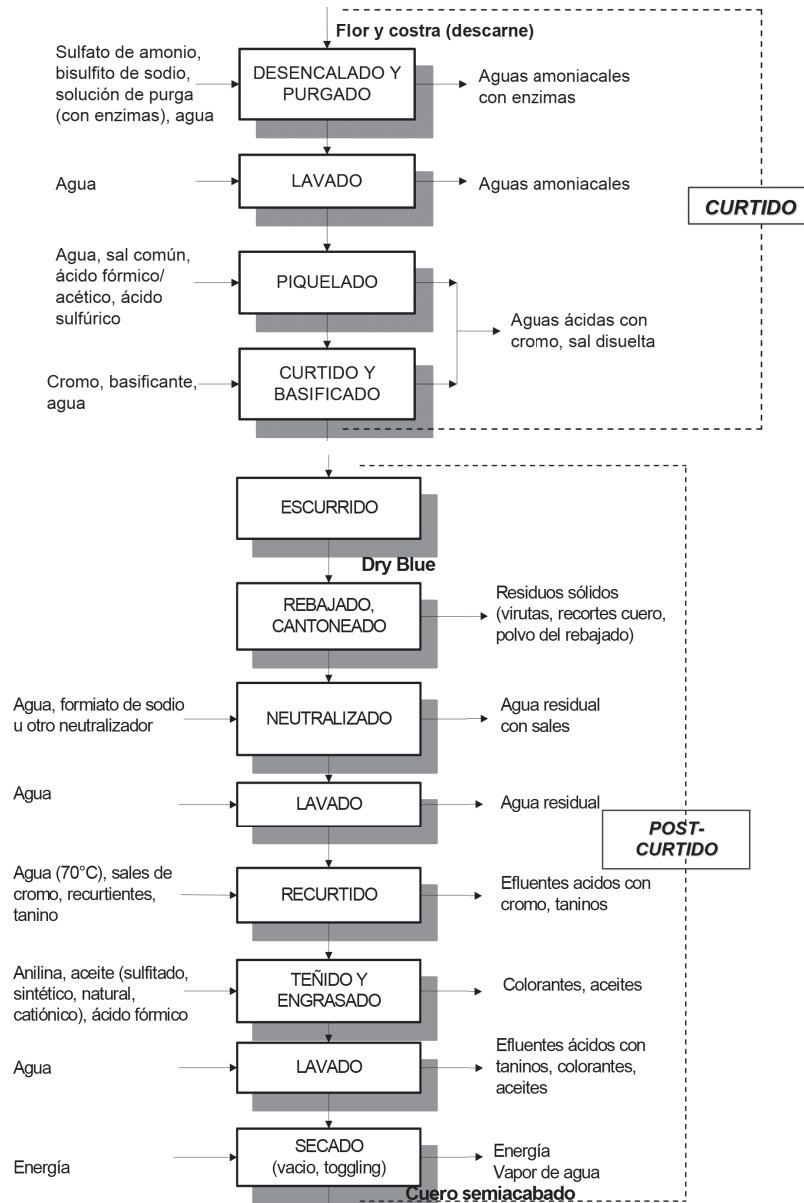 Flor y costra (descarne)
Sulfato de amonio,
bisulfito de sodio,
solución de purga
(con enzimas), agua
DESENCALADO Y
PURGADO
Aguas amoniacales
con enzimas
Agua
LAVADO
Aguas amoniacales
CURTIDO
Agua, sal común,
ácido fórmico/
acético, ácido
sulfúrico
PIQUELADO
Aguas ácidas con
cromo, sal disuelta
Cromo, basificante,
agua
CURTIDO Y
BASIFICADO
ESCURRIDO
Dry Blue
REBAJADO,
CANTONEADO
Residuos sólidos
(virutas, recortes cuero,
polvo del rebajado)
Agua, formiato de sodio
u otro neutralizador
NEUTRALIZADO
Agua residual
con sales
Agua
LAVADO
Agua residual
POST-
CURTIDO
Agua (70°C), sales de
cromo, recurtientes,
tanino
RECURTIDO
Efluentes acidos con
cromo, taninos
Anilina, aceite (sulfitado,
sintético, natural,
catiónico), ácido fórmico
TEÑIDO Y
ENGRASADO
Colorantes, aceites
Agua
LAVADO
Efluentes ácidos con
taninos, colorantes,
aceites
Energía
SECADO
(vacio, toggling)
Energía
Vapor de agua
Cuero semiacabado